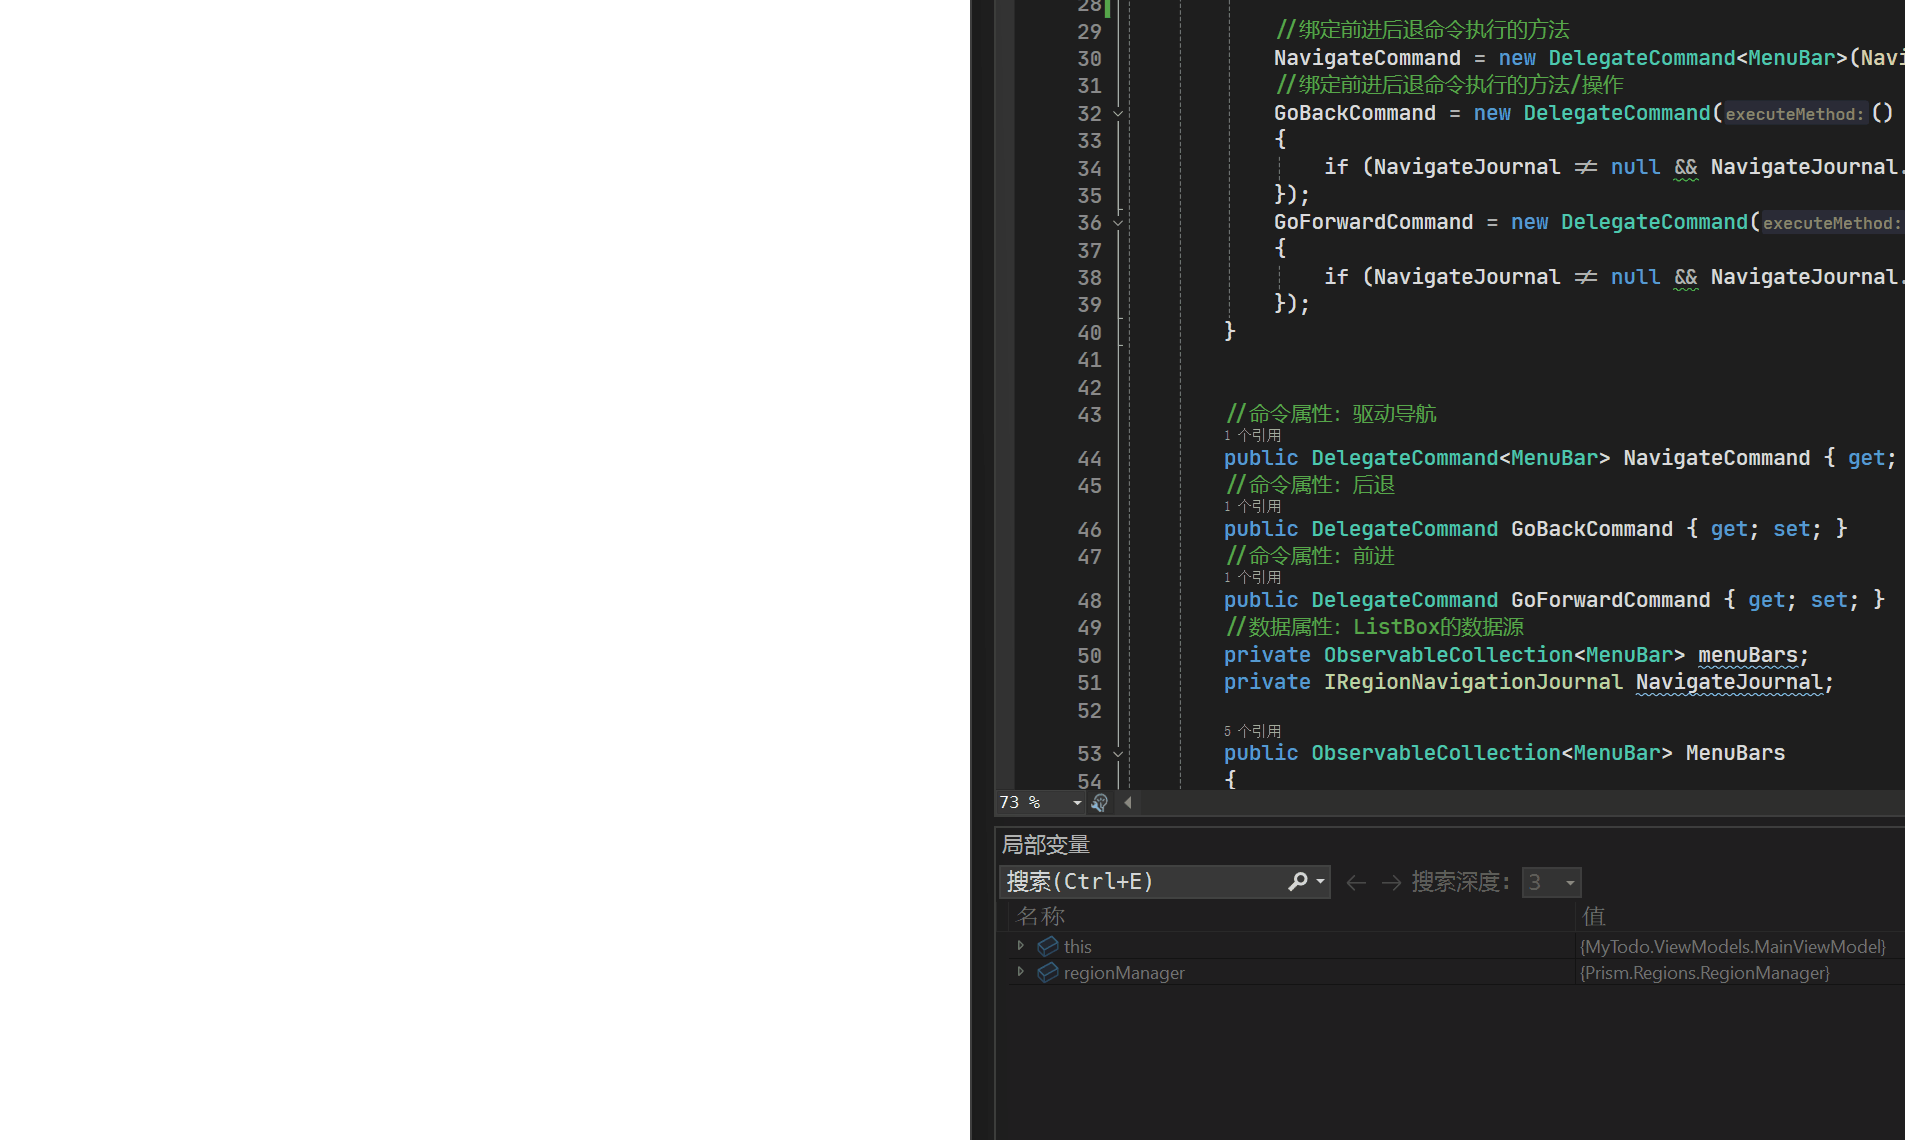 28
29 //绑定前进后退命令执行的方法
30 NavigateCommand = new DelegateCommand<MenuBar>(Navi
31 //绑定前进后退命令执行的方法/操作
32 GoBackCommand = new DelegateCommand(executeMethod:()
33 {
34 if (NavigateJournal ≠ null && NavigateJournal.
35 });
36 GoForwardCommand = new DelegateCommand(executeMethod:
37 {
38 if (NavigateJournal ≠ null && NavigateJournal.
39 });
40 }
41
42
43 //命令属性：驱动导航
1 个引用
44 public DelegateCommand<MenuBar> NavigateCommand { get;
45 //命令属性：后退
1 个引用
46 public DelegateCommand GoBackCommand { get; set; }
47 //命令属性：前进
1 个引用
48 public DelegateCommand GoForwardCommand { get; set; }
49 //数据属性：ListBox的数据源
50 private ObservableCollection<MenuBar> menuBars;
51 private IRegionNavigationJournal NavigateJournal;
52
5 个引用
53 public ObservableCollection<MenuBar> MenuBars
54 {
73 %
局部变量
搜索(Ctrl+E) 搜索深度: 3
名称 值
this {MyTodo.ViewModels.MainViewModel}
regionManager {Prism.Regions.RegionManager}